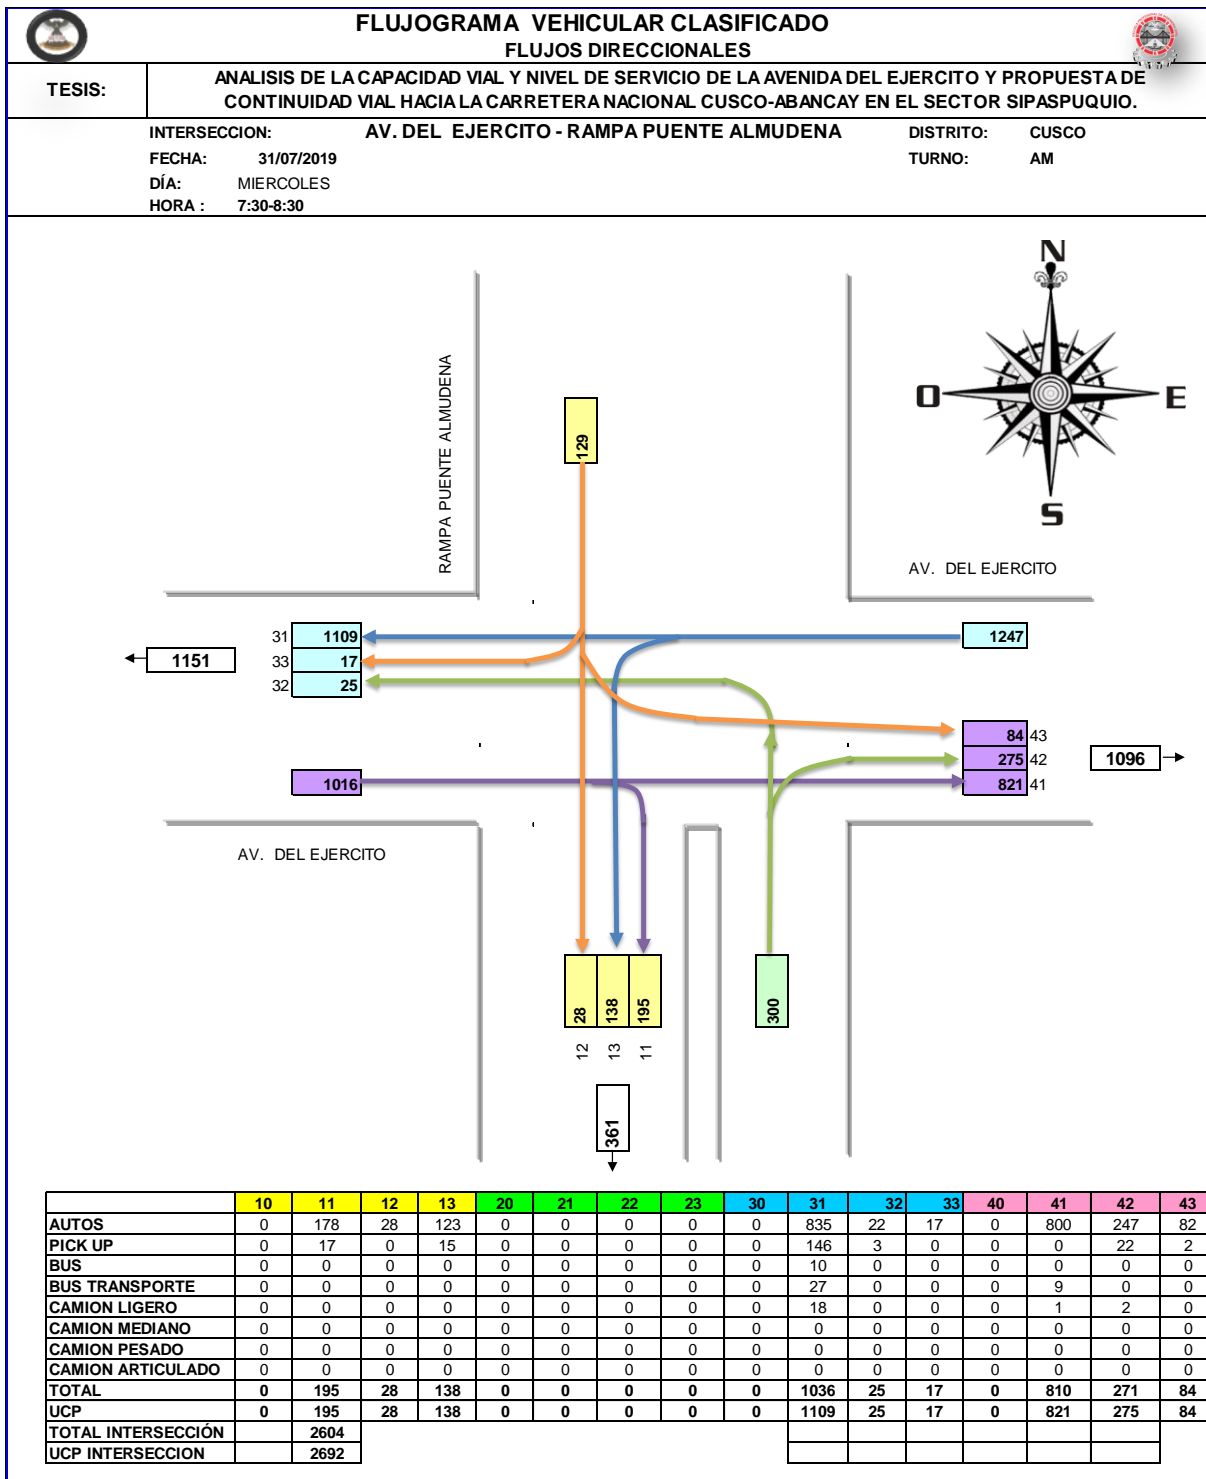 FLUJOGRAMA VEHICULAR CLASIFICADO
FLUJOS DIRECCIONALES
TESIS:
ANALISIS DE LA CAPACIDAD VIAL Y NIVEL DE SERVICIO DE LA AVENIDA DEL EJERCITO Y PROPUESTA DE
CONTINUIDAD VIAL HACIA LA CARRETERA NACIONAL CUSCO-ABANCAY EN EL SECTOR SIPASPUQUIO.
INTERSECCION: AV. DEL EJERCITO - RAMPA PUENTE ALMUDENA DISTRITO: CUSCO
FECHA: 31/07/2019 TURNO: AM
DÍA: MIERCOLES
HORA : 7:30-8:30
N
O E
S
RAMPA PUENTE ALMUDENA
129
AV. DEL EJERCITO
31 1109 1247
1151 33 17
32 25
84 43
275 42 1096
1016 821 41
AV. DEL EJERCITO
28 138 195 300
12 13 11
361
10 11 12 13 20 21 22 23 30 31 32 33 40 41 42 43
AUTOS 0 178 28 123 0 0 0 0 0 835 22 17 0 800 247 82
PICK UP 0 17 0 15 0 0 0 0 0 146 3 0 0 0 22 2
BUS 0 0 0 0 0 0 0 0 0 10 0 0 0 0 0 0
BUS TRANSPORTE 0 0 0 0 0 0 0 0 0 27 0 0 0 9 0 0
CAMION LIGERO 0 0 0 0 0 0 0 0 0 18 0 0 0 1 2 0
CAMION MEDIANO 0 0 0 0 0 0 0 0 0 0 0 0 0 0 0 0
CAMION PESADO 0 0 0 0 0 0 0 0 0 0 0 0 0 0 0 0
CAMION ARTICULADO 0 0 0 0 0 0 0 0 0 0 0 0 0 0 0 0
TOTAL 0 195 28 138 0 0 0 0 0 1036 25 17 0 810 271 84
UCP 0 195 28 138 0 0 0 0 0 1109 25 17 0 821 275 84
TOTAL INTERSECCIÓN 2604
UCP INTERSECCION 2692